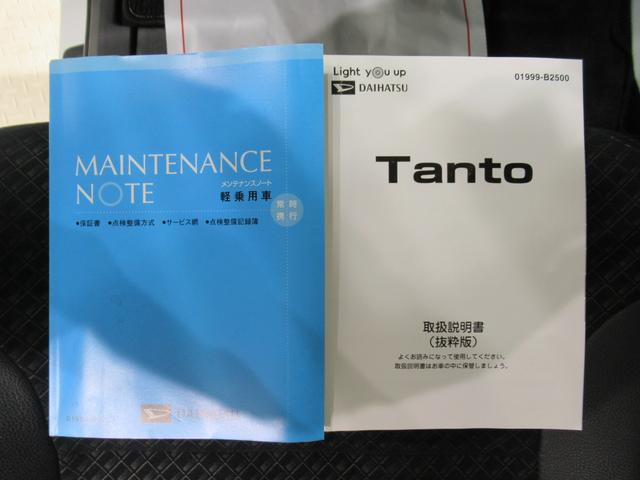 MAINTENANCE
NOTE
メンテナンスノート
軽乗用車
常時
携行
●保証書 ●点検整備方式 ●サービス網 ●点検整備記録簿
DAIHATSU
Light you up
DAIHATSU
01999-B2500
Tanto
取扱説明書
(抜粋版)
よくお読みになって使用してください。
取扱説明書はお車の中に保管しましょう。